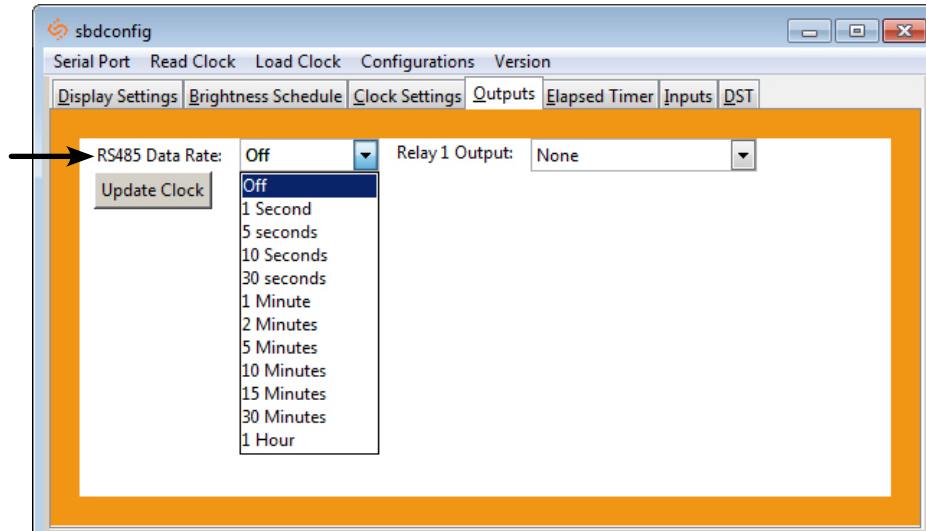 sbdconfig
Serial Port Read Clock Load Clock Configurations Version
Display Settings Brightness Schedule Clock Settings Outputs Elapsed Timer Inputs DST
RS485 Data Rate: Off Relay 1 Output: None
Update Clock
Off
1 Second
5 seconds
10 Seconds
30 seconds
1 Minute
2 Minutes
5 Minutes
10 Minutes
15 Minutes
30 Minutes
1 Hour